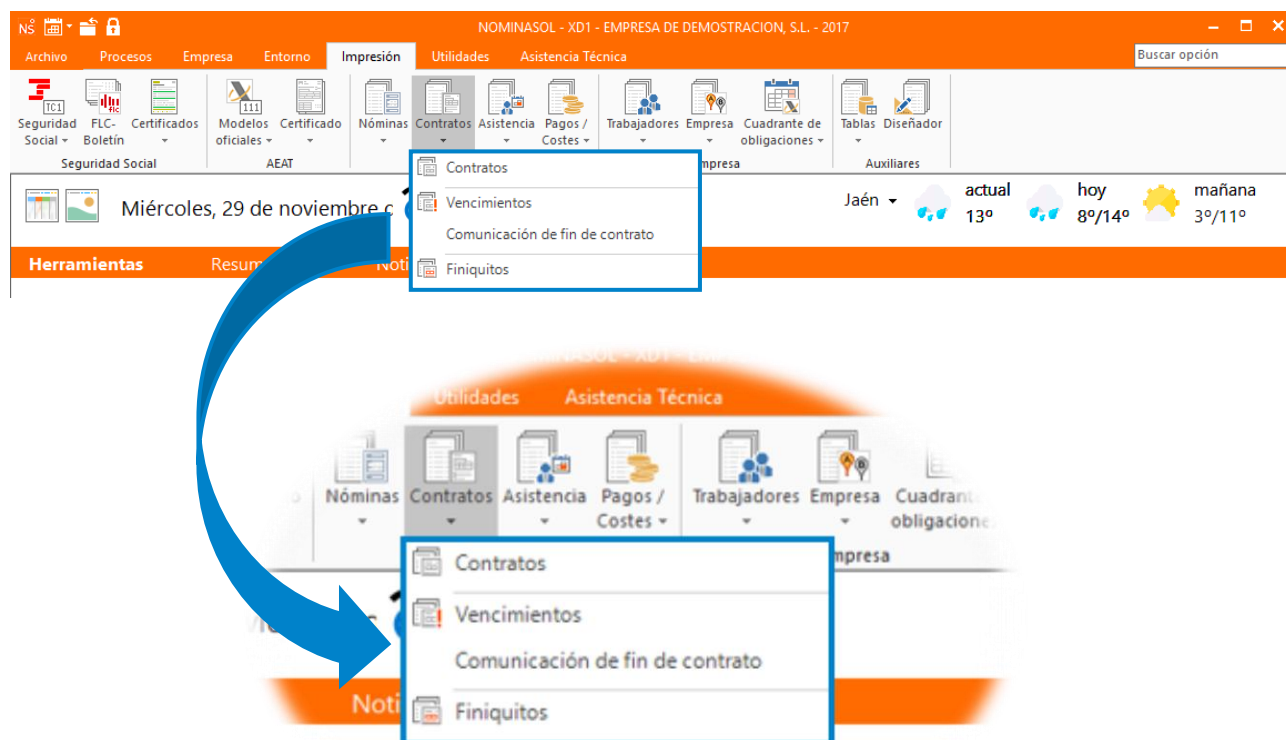 NS NOMINASOL - XD1 - EMPRESA DE DEMOSTRACION, S.L. - 2017
Archivo Procesos Empresa Entorno Impresión Utilidades Asistencia Técnica Buscar opción
TC1 flc 111
Seguridad FLC- Certificados Modelos Certificado Nóminas Contratos Asistencia Pagos / Trabajadores Empresa Cuadrante de Tablas Diseñador
Social Boletín oficiales Costes obligaciones
Seguridad Social AEAT mpresa Auxiliares
Contratos
Vencimientos
Comunicación de fin de contrato
Finiquitos
Miércoles, 29 de noviembre
Jaén actual hoy mañana
13º 8º/14º 3º/11º
Herramientas Resum Noti
Utilidades Asistencia Técnica
Nóminas Contratos Asistencia Pagos / Trabajadores Empresa Cuadran
Costes obligacione
mpresa
Contratos
Vencimientos
Comunicación de fin de contrato
Noti
Finiquitos